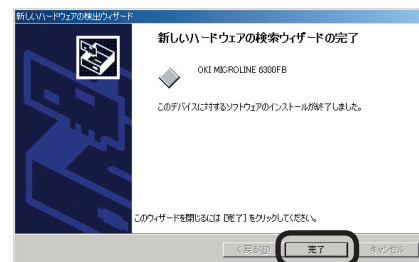 新しいハードウェアの検出ウィザード
新しいハードウェアの検索ウィザードの完了
OKI MICROLINE 6300FB
このデバイスに対するソフトウェアのインストールが終了しました。
このウィザードを閉じるには [完了] をクリックしてください。
< 戻る(B)
完了
キャンセル